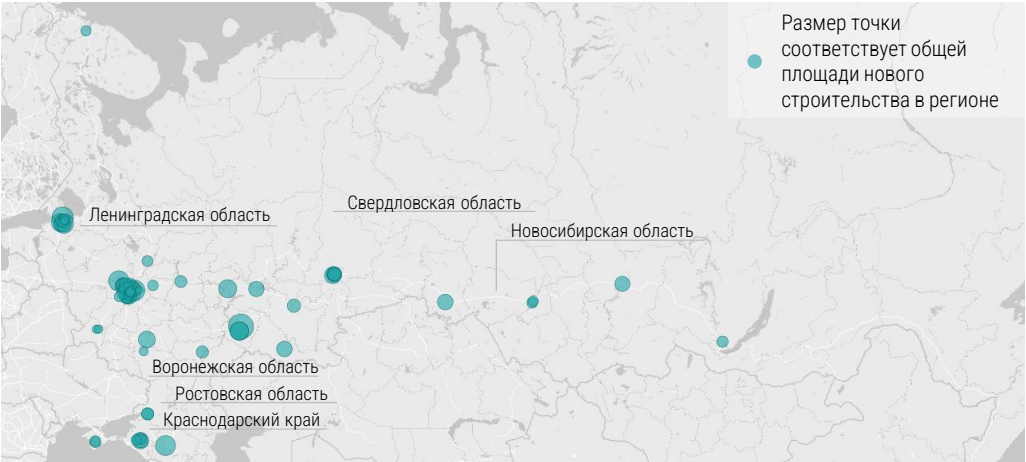 Размер точки
соответствует общей
площади нового
строительства в регионе
Свердловская область
Ленинградская область
Новосибирская область
Воронежская область
Ростовская область
Краснодарский край